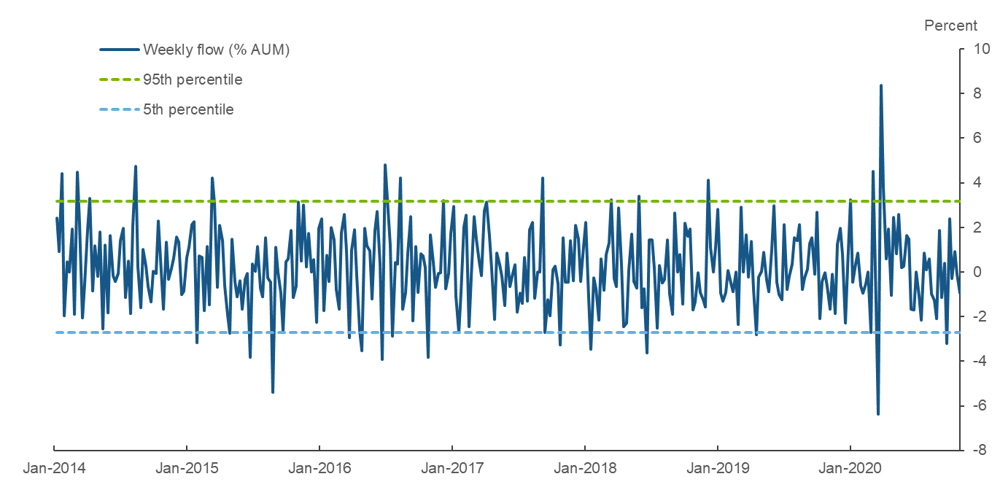 Percent
Weekly flow (% AUM)
95th percentile
5th percentile
10
8
6
4
2
0
-2
-4
-6
-8
Jan-2014 Jan-2015 Jan-2016 Jan-2017 Jan-2018 Jan-2019 Jan-2020